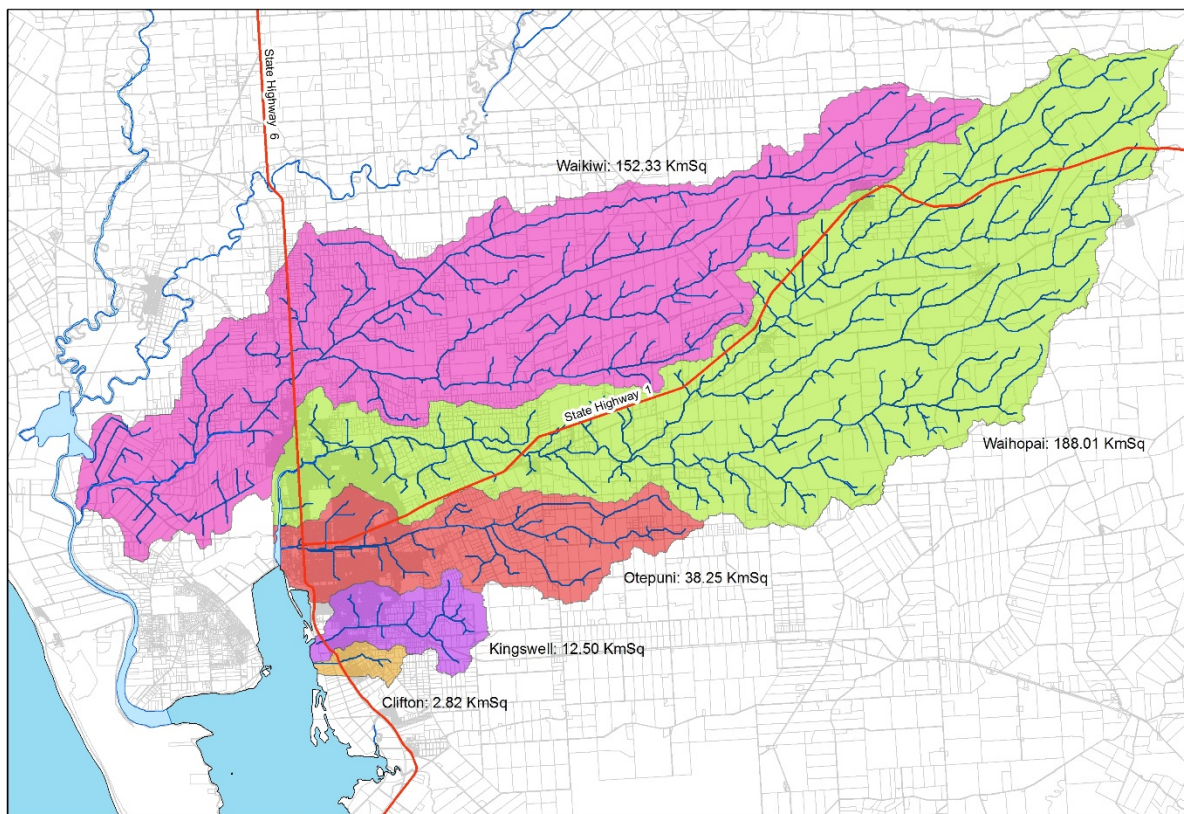 State Highway 6
Waikiwi: 152.33 KmSq
State Highway 1
Waihopai: 188.01 KmSq
Otepuni: 38.25 KmSq
Kingswell: 12.50 KmSq
Clifton: 2.82 KmSq